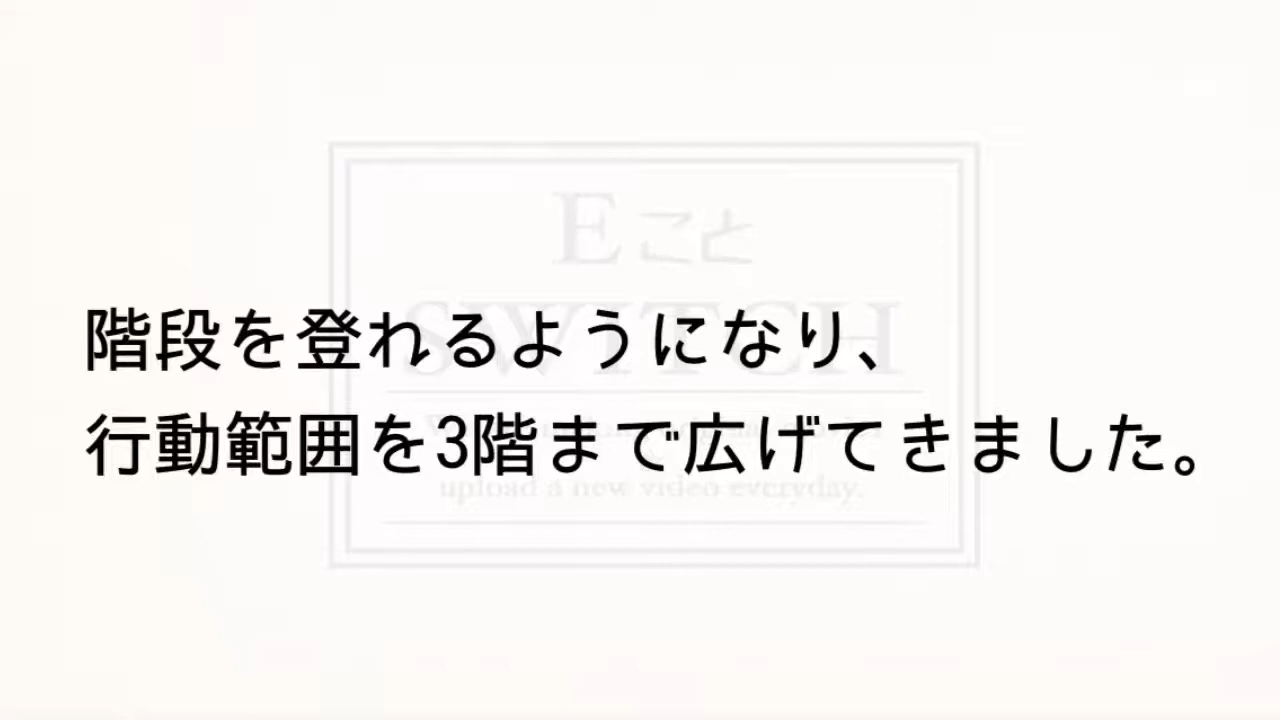 Eこと
SWITCH
階段を登れるようになり、
行動範囲を3階まで広げてきました。
upload a new video everyday.